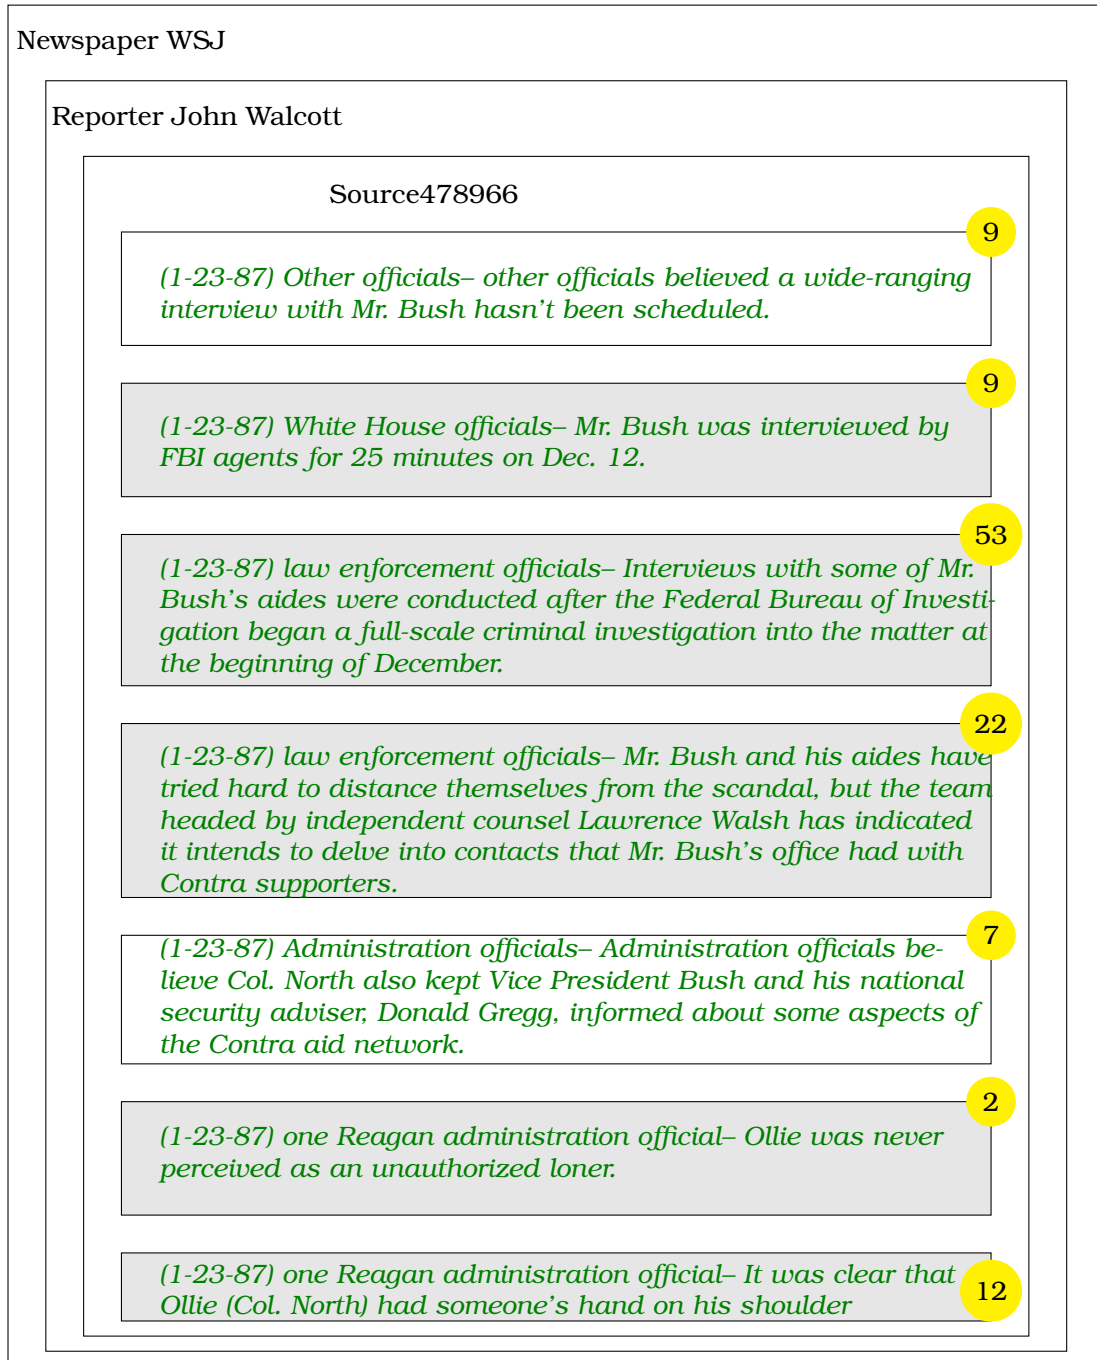 Newspaper WSJ
Reporter John Walcott
Source478966
9
(1-23-87) Other officials– other officials believed a wide-ranging
interview with Mr. Bush hasn't been scheduled.
9
(1-23-87) White House officials– Mr. Bush was interviewed by
FBI agents for 25 minutes on Dec. 12.
53
(1-23-87) law enforcement officials– Interviews with some of Mr.
Bush's aides were conducted after the Federal Bureau of Investi-
gation began a full-scale criminal investigation into the matter at
the beginning of December.
22
(1-23-87) law enforcement officials– Mr. Bush and his aides have
tried hard to distance themselves from the scandal, but the team
headed by independent counsel Lawrence Walsh has indicated
it intends to delve into contacts that Mr. Bush's office had with
Contra supporters.
7
(1-23-87) Administration officials– Administration officials be-
lieve Col. North also kept Vice President Bush and his national
security adviser, Donald Gregg, informed about some aspects of
the Contra aid network.
2
(1-23-87) one Reagan administration official– Ollie was never
perceived as an unauthorized loner.
(1-23-87) one Reagan administration official– It was clear that
12
Ollie (Col. North) had someone's hand on his shoulder